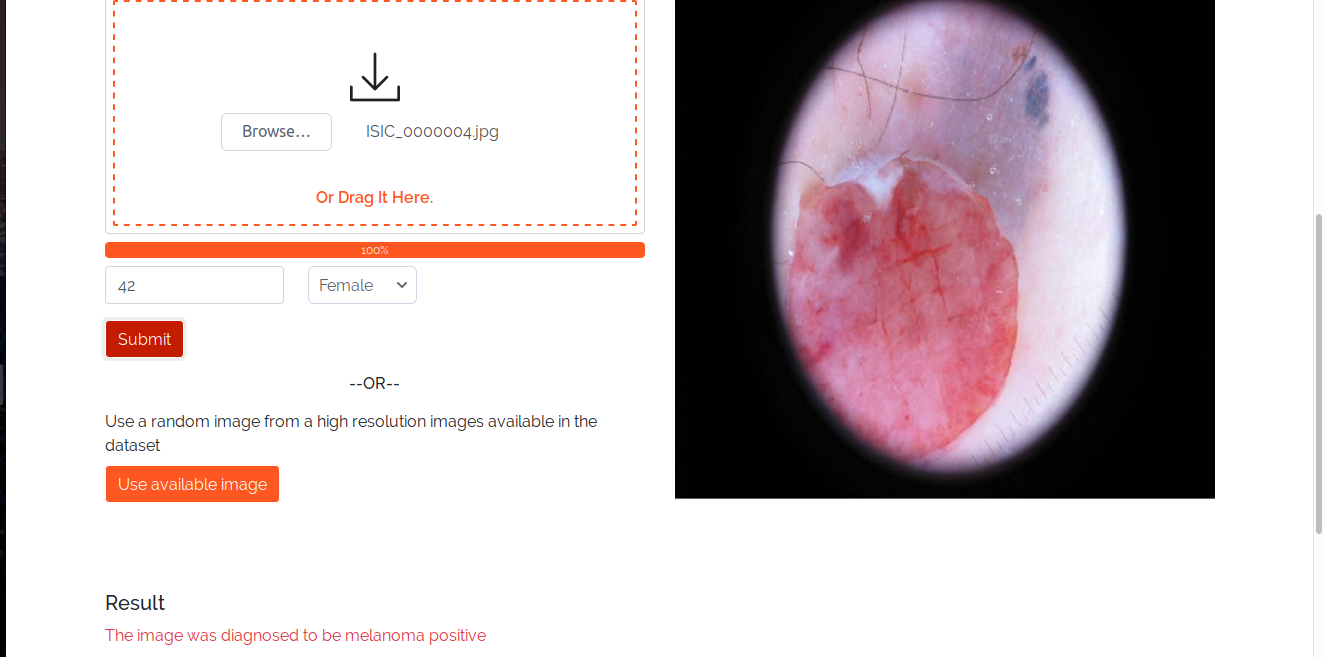 Browse...
ISIC_0000004.jpg
Or Drag It Here.
100%
42
Female
Submit
--OR--
Use a random image from a high resolution images available in the
dataset
Use available image
Result
The image was diagnosed to be melanoma positive